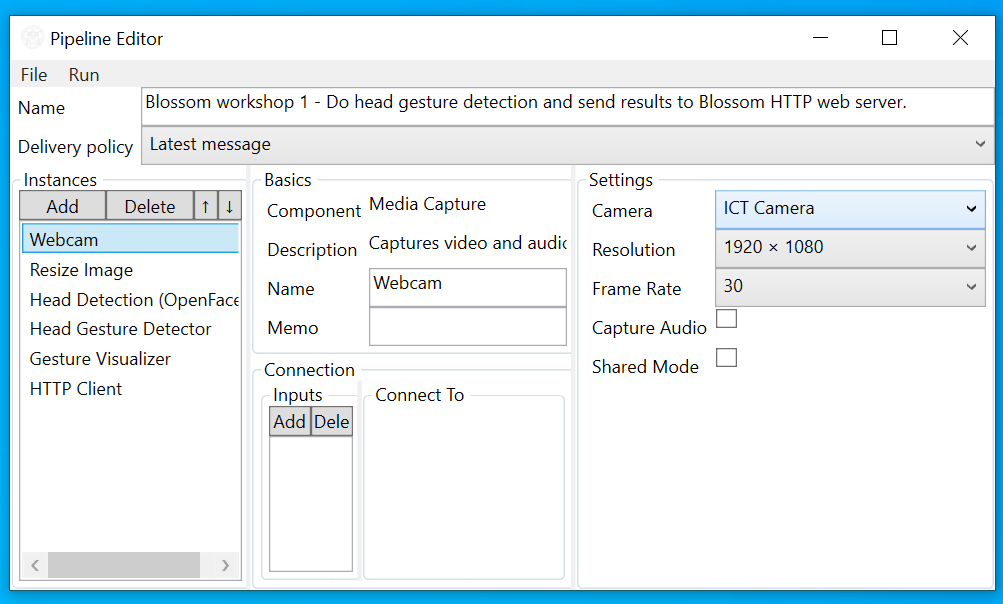 Pipeline Editor
File Run
Name Blossom workshop 1 - Do head gesture detection and send results to Blossom HTTP web server.
Delivery policy Latest message
Instances
Add Delete ↑ ↓
Webcam
Resize Image
Head Detection (OpenFace
Head Gesture Detector
Gesture Visualizer
HTTP Client
Basics
Component Media Capture
Description Captures video and audio
Name Webcam
Memo
Connection
Inputs
Add Dele
Connect To
Settings
Camera ICT Camera
Resolution 1920 × 1080
Frame Rate 30
Capture Audio
Shared Mode